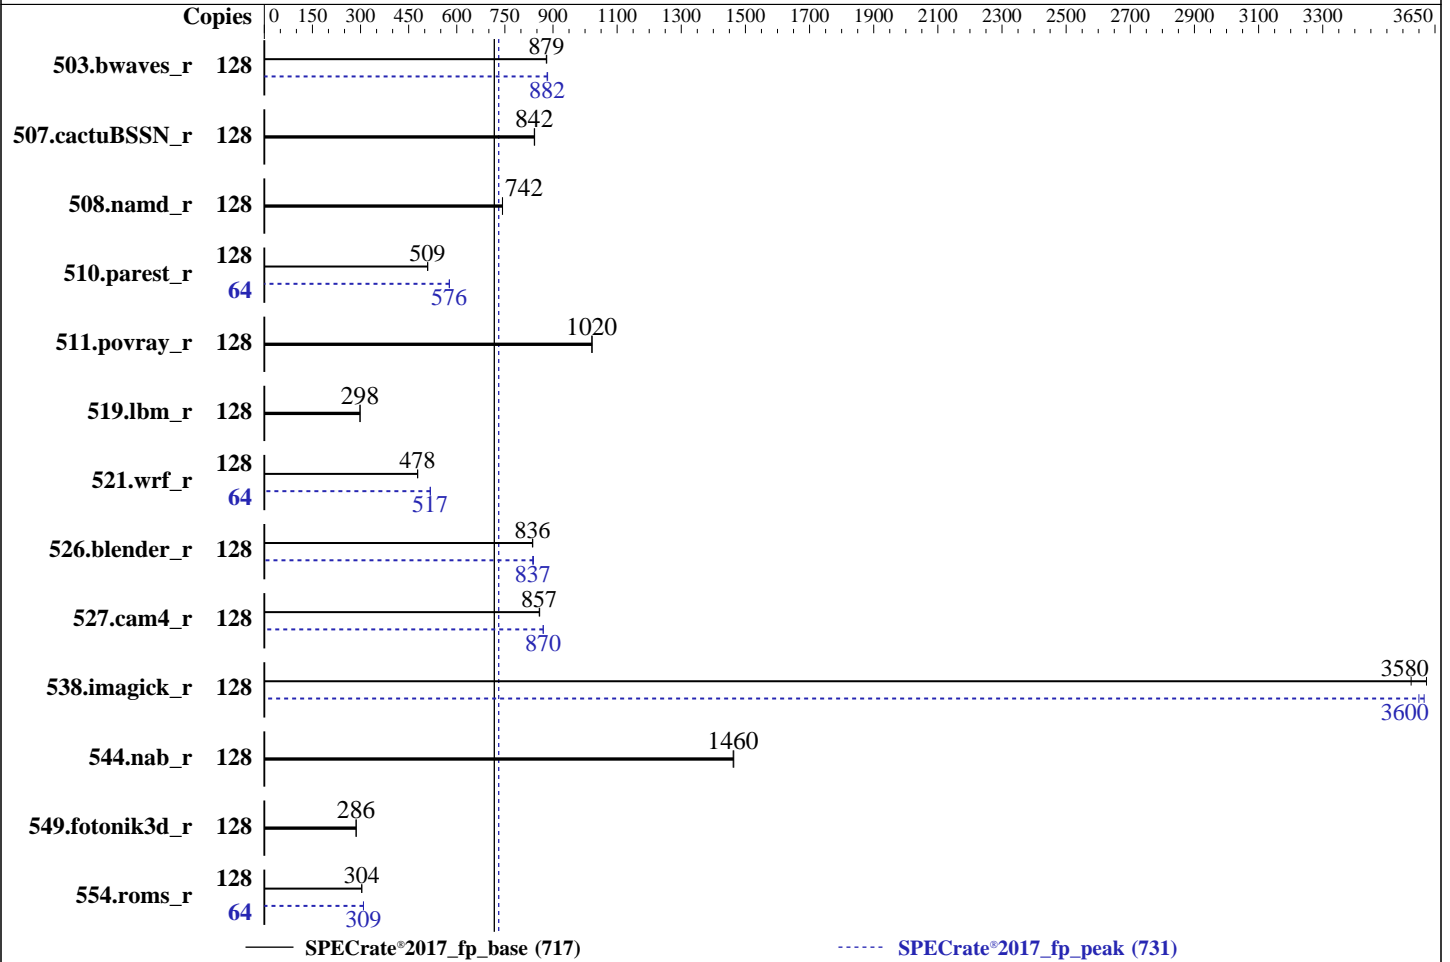 Copies 0 150 300 450 600 750 900 1100 1300 1500 1700 1900 2100 2300 2500 2700 2900 3100 3300 3650
879
503.bwaves_r 128
882
842
507.cactuBSSN_r 128
742
508.namd_r 128
128 509
510.parest_r
64 576
1020
511.povray_r 128
298
519.lbm_r 128
128 478
521.wrf_r
64 517
836
526.blender_r 128
837
857
527.cam4_r 128
870
3580
538.imagick_r 128
3600
1460
544.nab_r 128
286
549.fotonik3d_r 128
128 304
554.roms_r
64 309
SPECrate®2017_fp_base (717) SPECrate®2017_fp_peak (731)